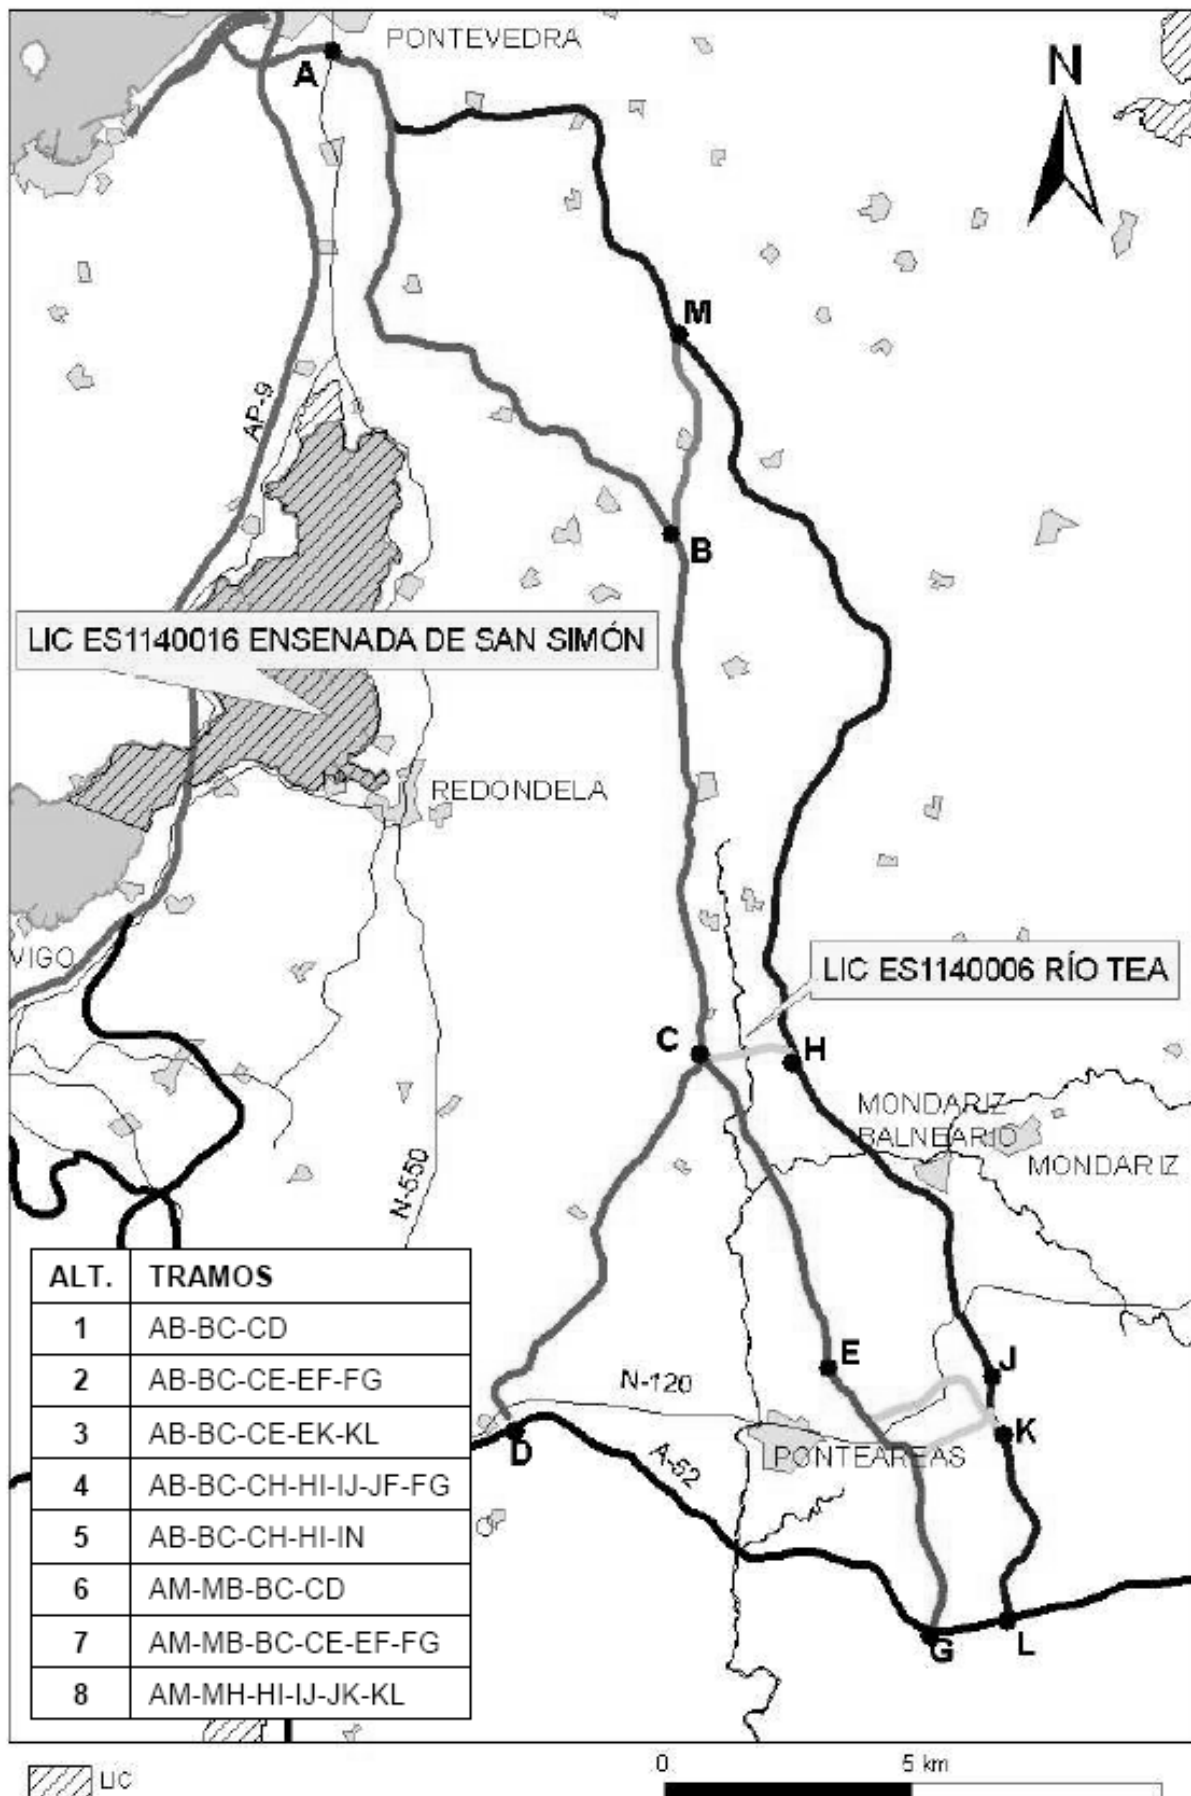 PONTEVEDRA
A
N
M
AP-9
B
LIC ES1140016 ENSENADA DE SAN SIMÓN
REDONDELA
VIGO
LIC ES1140006 RÍO TEA
C
H
MONDARIZ
BALNEARIO
MONDARIZ
N-550
ALT. TRAMOS
1 AB-BC-CD
2 AB-BC-CE-EF-FG
3 AB-BC-CE-EK-KL
4 AB-BC-CH-HI-IJ-JF-FG
5 AB-BC-CH-HI-IN
6 AM-MB-BC-CD
7 AM-MB-BC-CE-EF-FG
8 AM-MH-HI-IJ-JK-KL
E
J
N-120
K
D
A-52
PONTEAREAS
G
L
LIC
0 5 km